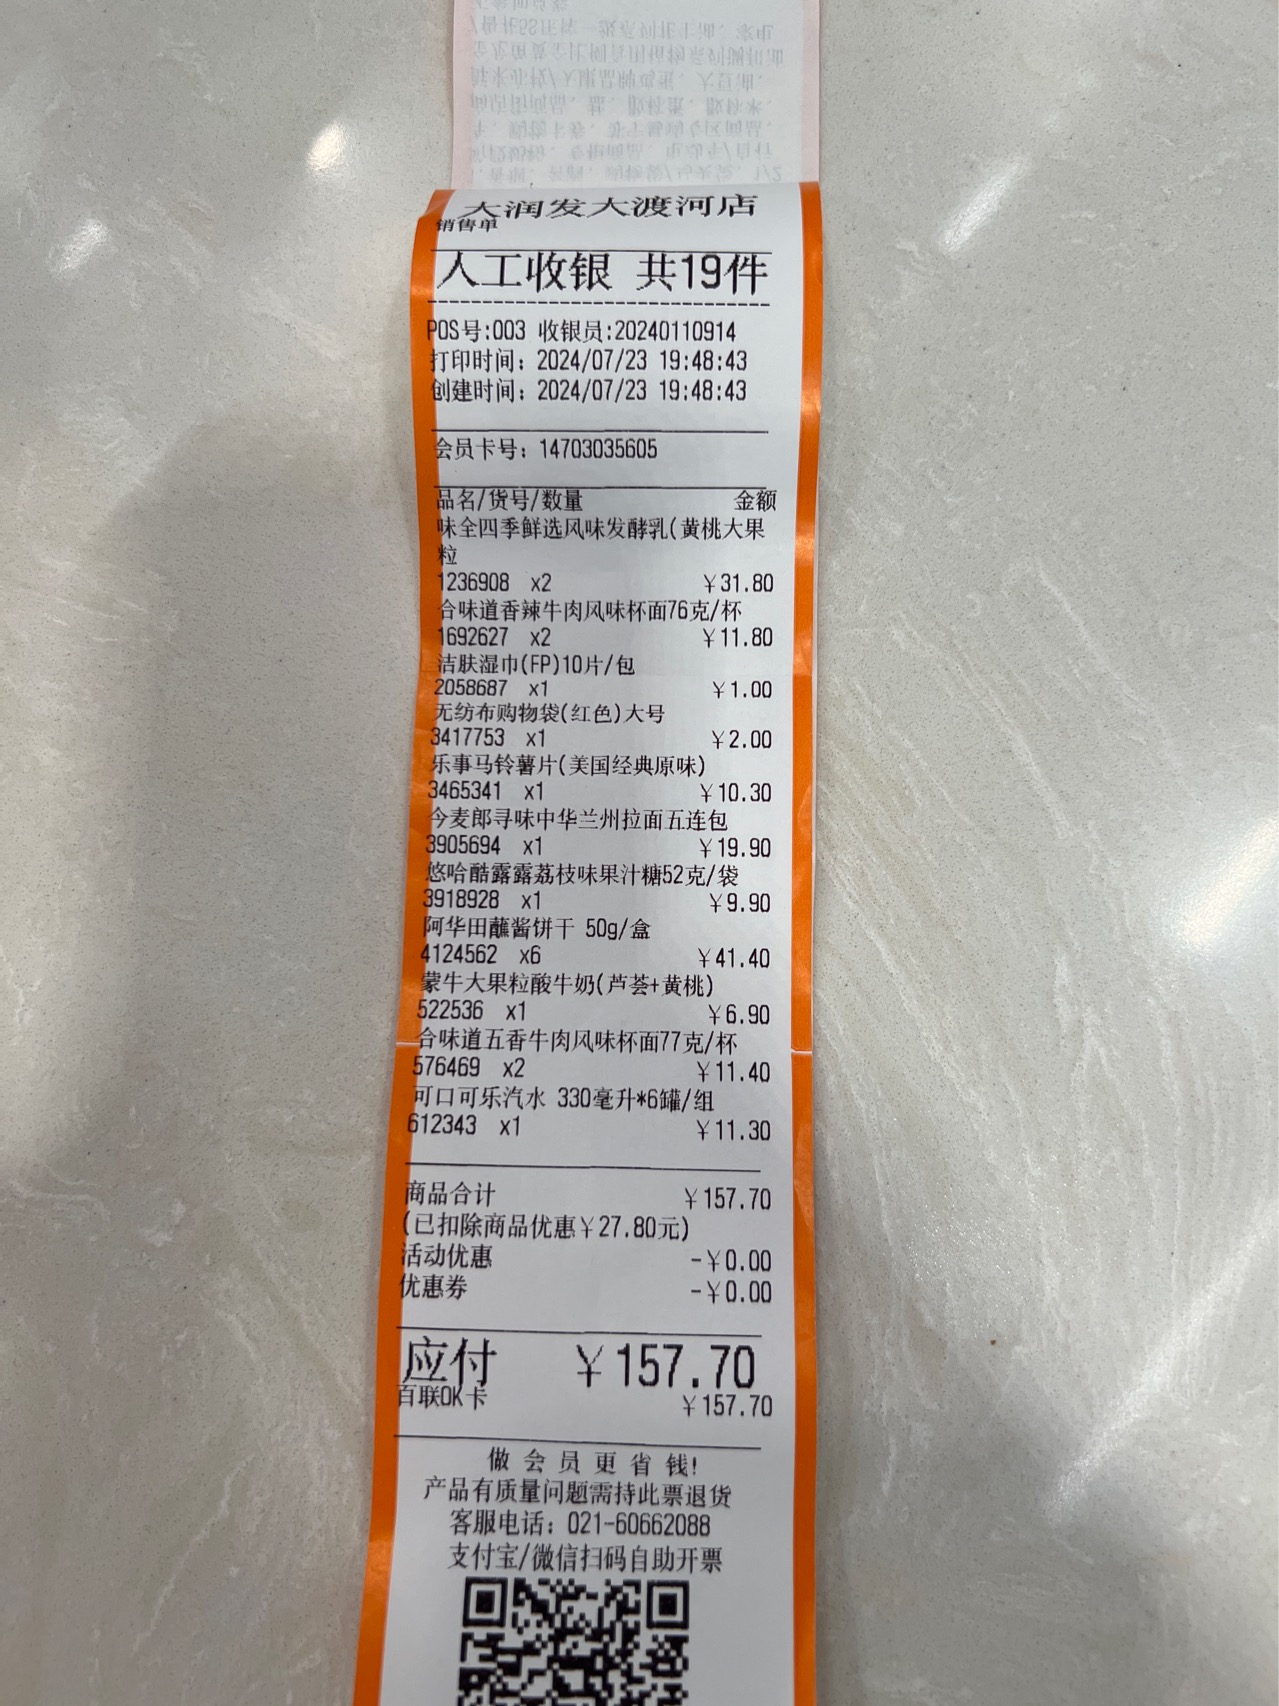 大润发大渡河店
销售单
人工收银 共19件
POS号:003 收银员:20240110914
打印时间: 2024/07/23 19:48:43
创建时间: 2024/07/23 19:48:43
会员卡号: 14703035605
品名/货号/数量 金额
味全四季鲜选风味发酵乳(黄桃大果
粒
1236908 x2 ¥31.80
合味道香辣牛肉风味杯面76克/杯
1692627 x2 ¥11.80
洁肤湿巾(FP)10片/包
2058687 x1 ¥1.00
无纺布购物袋(红色)大号
3417753 x1 ¥2.00
乐事马铃薯片(美国经典原味)
3465341 x1 ¥10.30
今麦郎寻味中华兰州拉面五连包
3905694 x1 ¥19.90
悠哈酷露露荔枝味果汁糖52克/袋
3918928 x1 ¥9.90
阿华田蘸酱饼干 50g/盒
4124562 x6 ¥41.40
蒙牛大果粒酸牛奶(芦荟+黄桃)
522536 x1 ¥6.90
合味道五香牛肉风味杯面77克/杯
576469 x2 ¥11.40
可口可乐汽水 330毫升*6罐/组
612343 x1 ¥11.30
商品合计 ¥157.70
(已扣除商品优惠¥27.80元)
活动优惠 -¥0.00
优惠券 -¥0.00
应付 ¥157.70
百联OK卡 ¥157.70
做会员更省钱!
产品有质量问题需持此票退货
客服电话: 021-60662088
支付宝/微信扫码自助开票